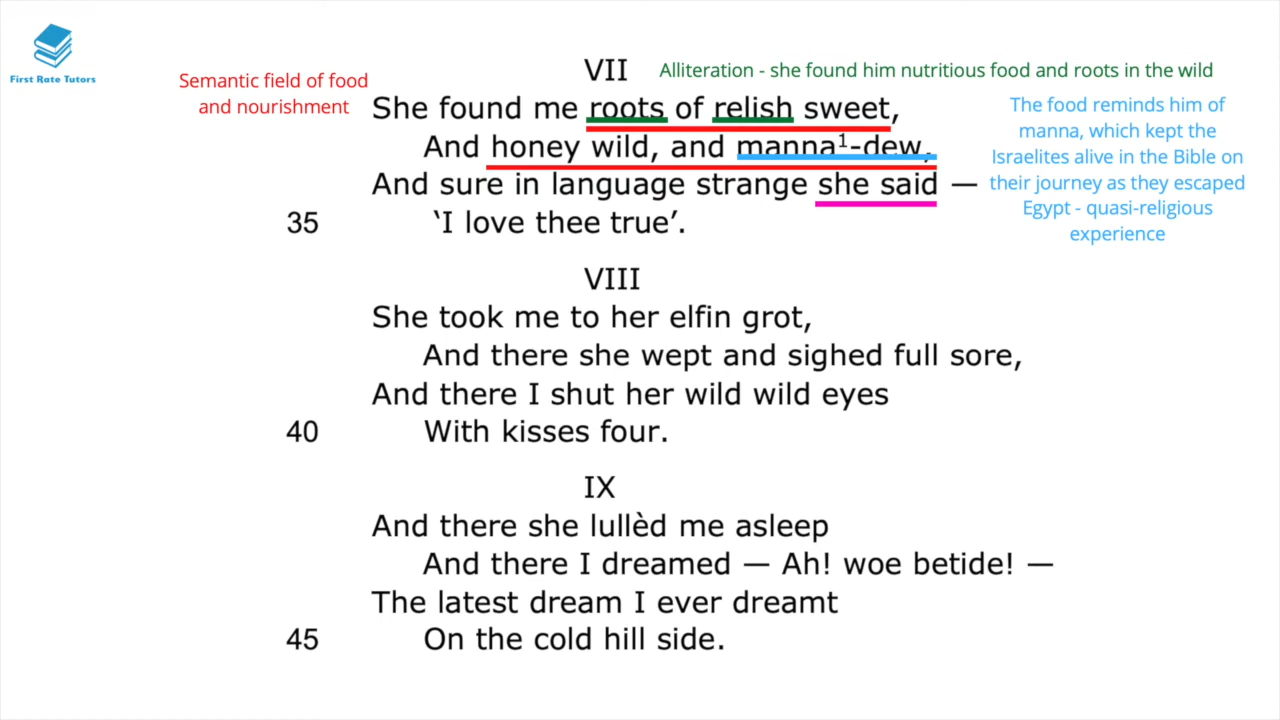 First Rate Tutors
Semantic field of food
and nourishment
VII
Alliteration - she found him nutritious food and roots in the wild
She found me roots of relish sweet,
And honey wild, and manna¹-dew,
And sure in language strange she said —
35 ‘I love thee true’.
The food reminds him of
manna, which kept the
Israelites alive in the Bible on
their journey as they escaped
Egypt - quasi-religious
experience
VIII
She took me to her elfin grot,
And there she wept and sighed full sore,
And there I shut her wild wild eyes
40 With kisses four.
IX
And there she lullèd me asleep
And there I dreamed — Ah! woe betide! —
The latest dream I ever dreamt
45 On the cold hill side.